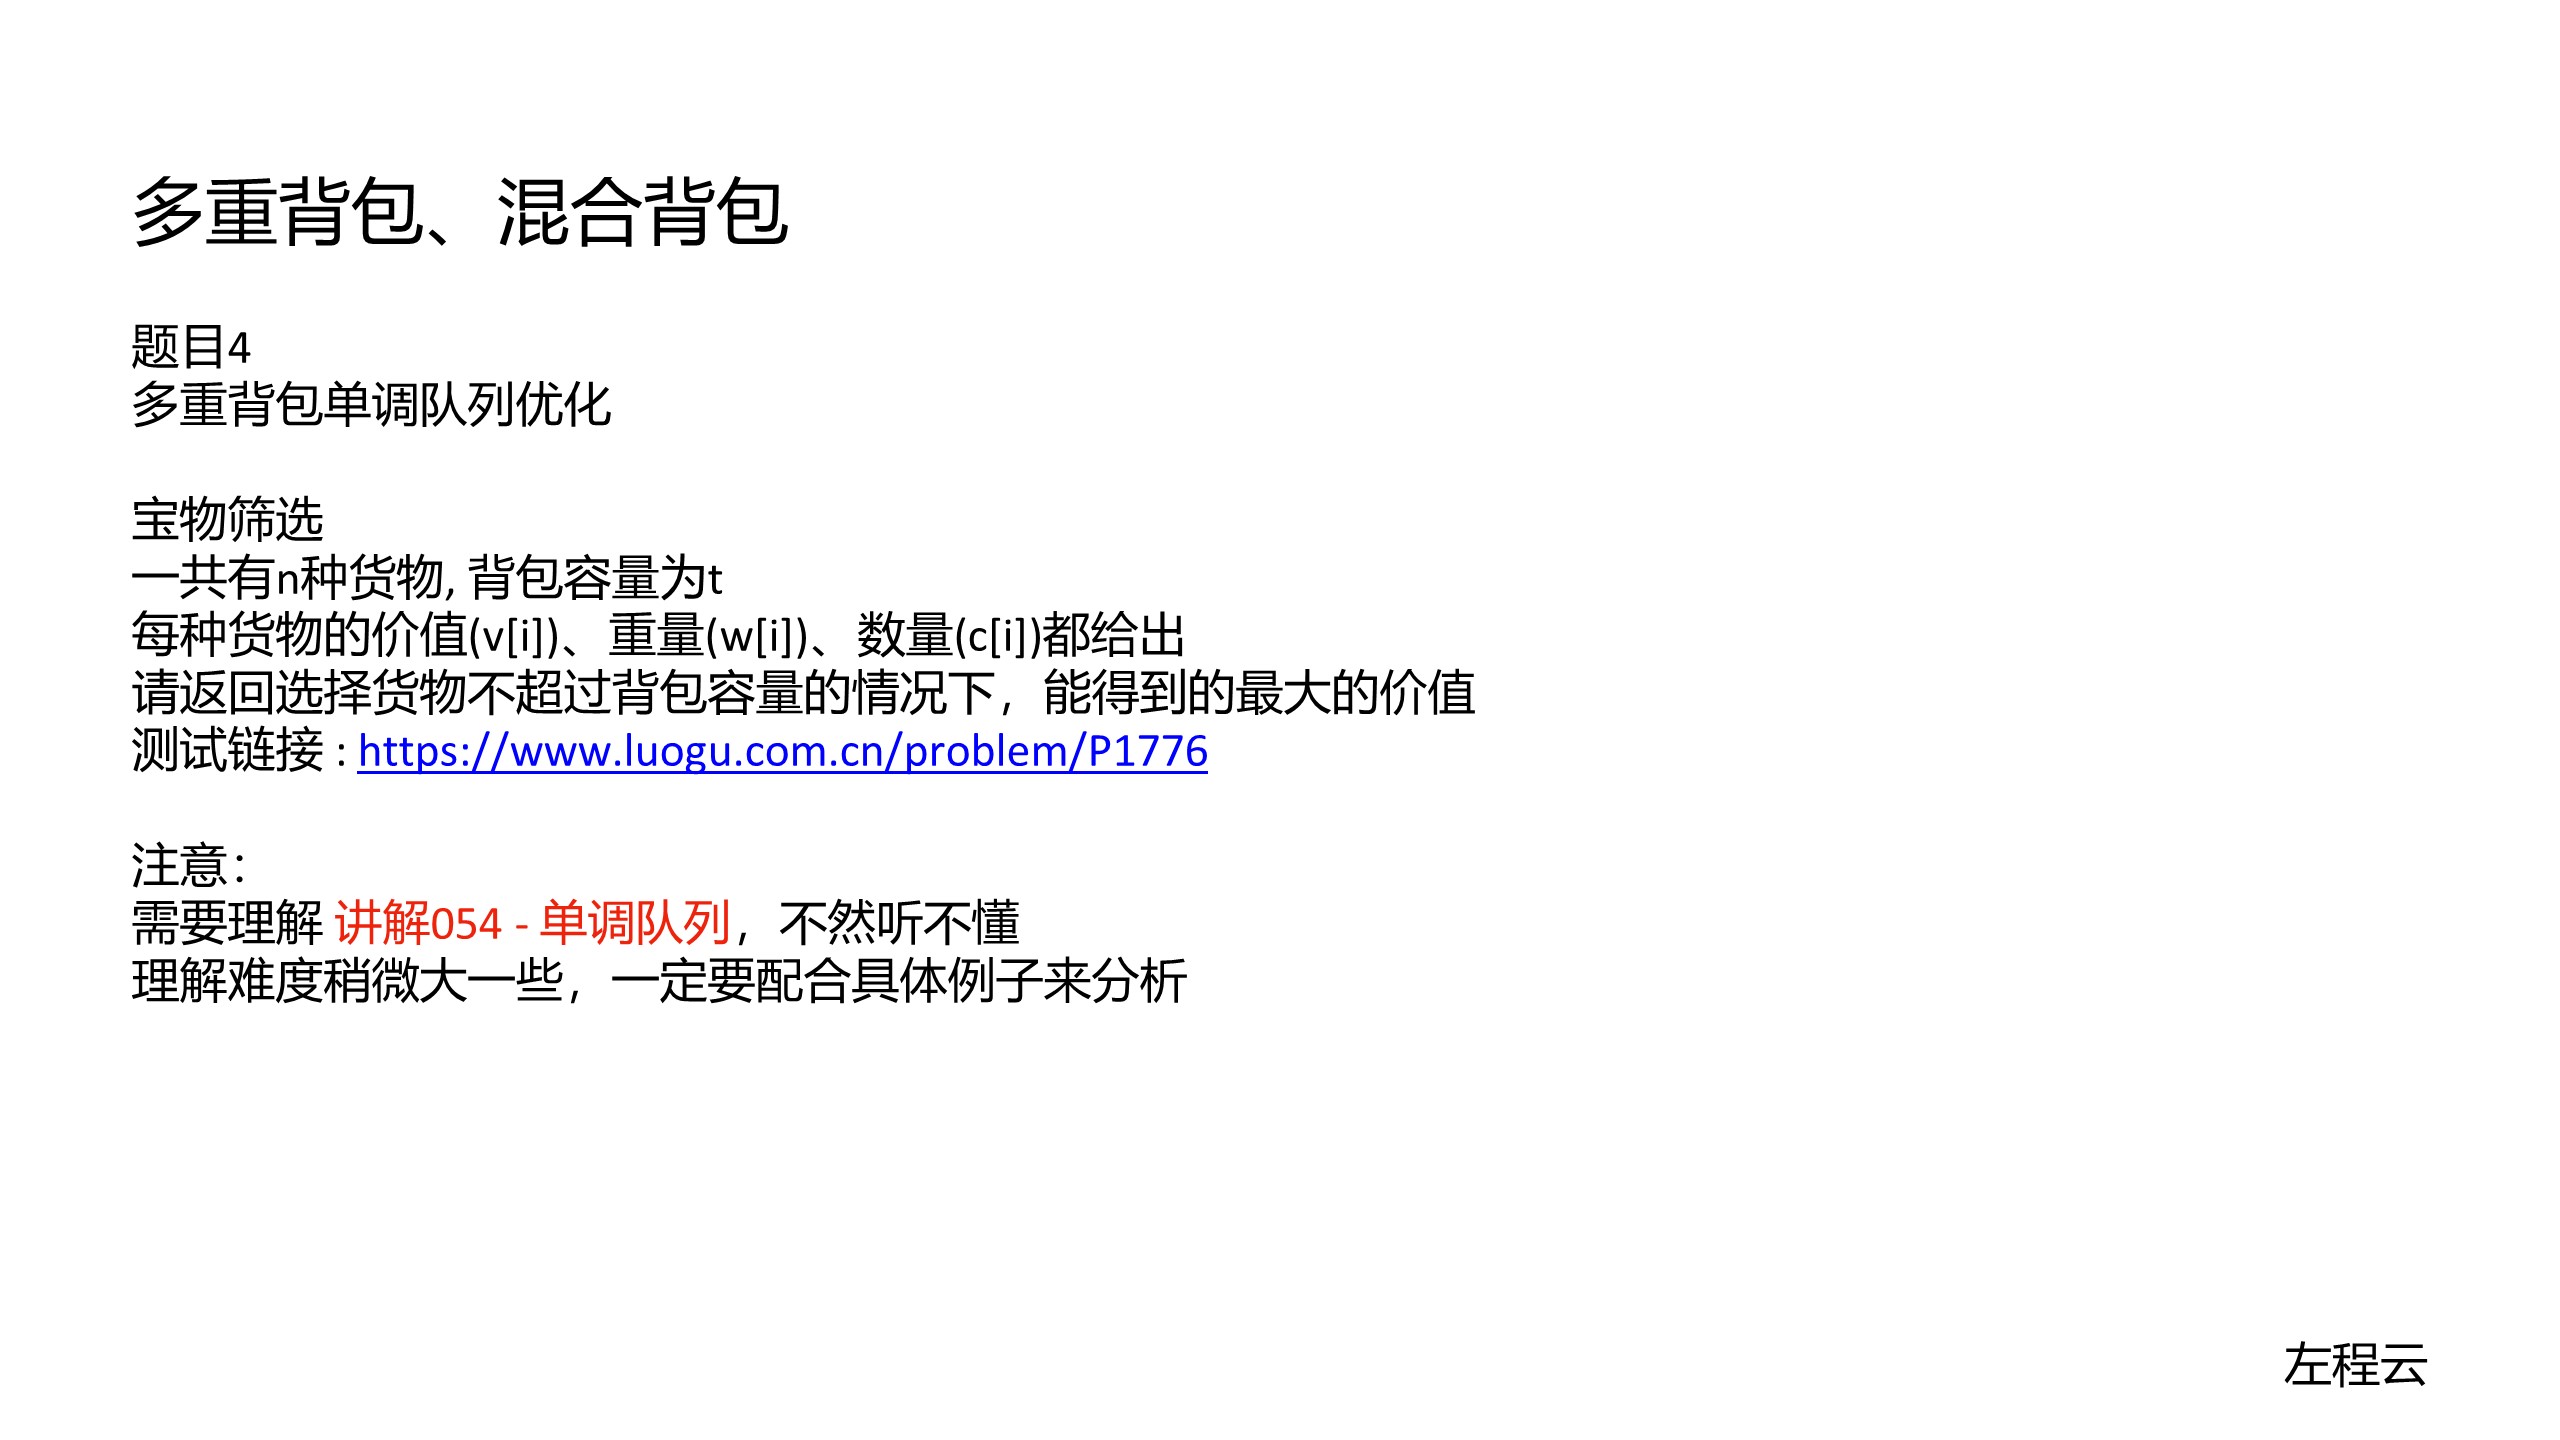 多重背包、混合背包
题目4
多重背包单调队列优化
宝物筛选
一共有n种货物, 背包容量为t
每种货物的价值(v[i])、重量(w[i])、数量(c[i])都给出
请返回选择货物不超过背包容量的情况下，能得到的最大的价值
测试链接 : https://www.luogu.com.cn/problem/P1776
注意：
需要理解 讲解054 - 单调队列，不然听不懂
理解难度稍微大一些，一定要配合具体例子来分析
左程云